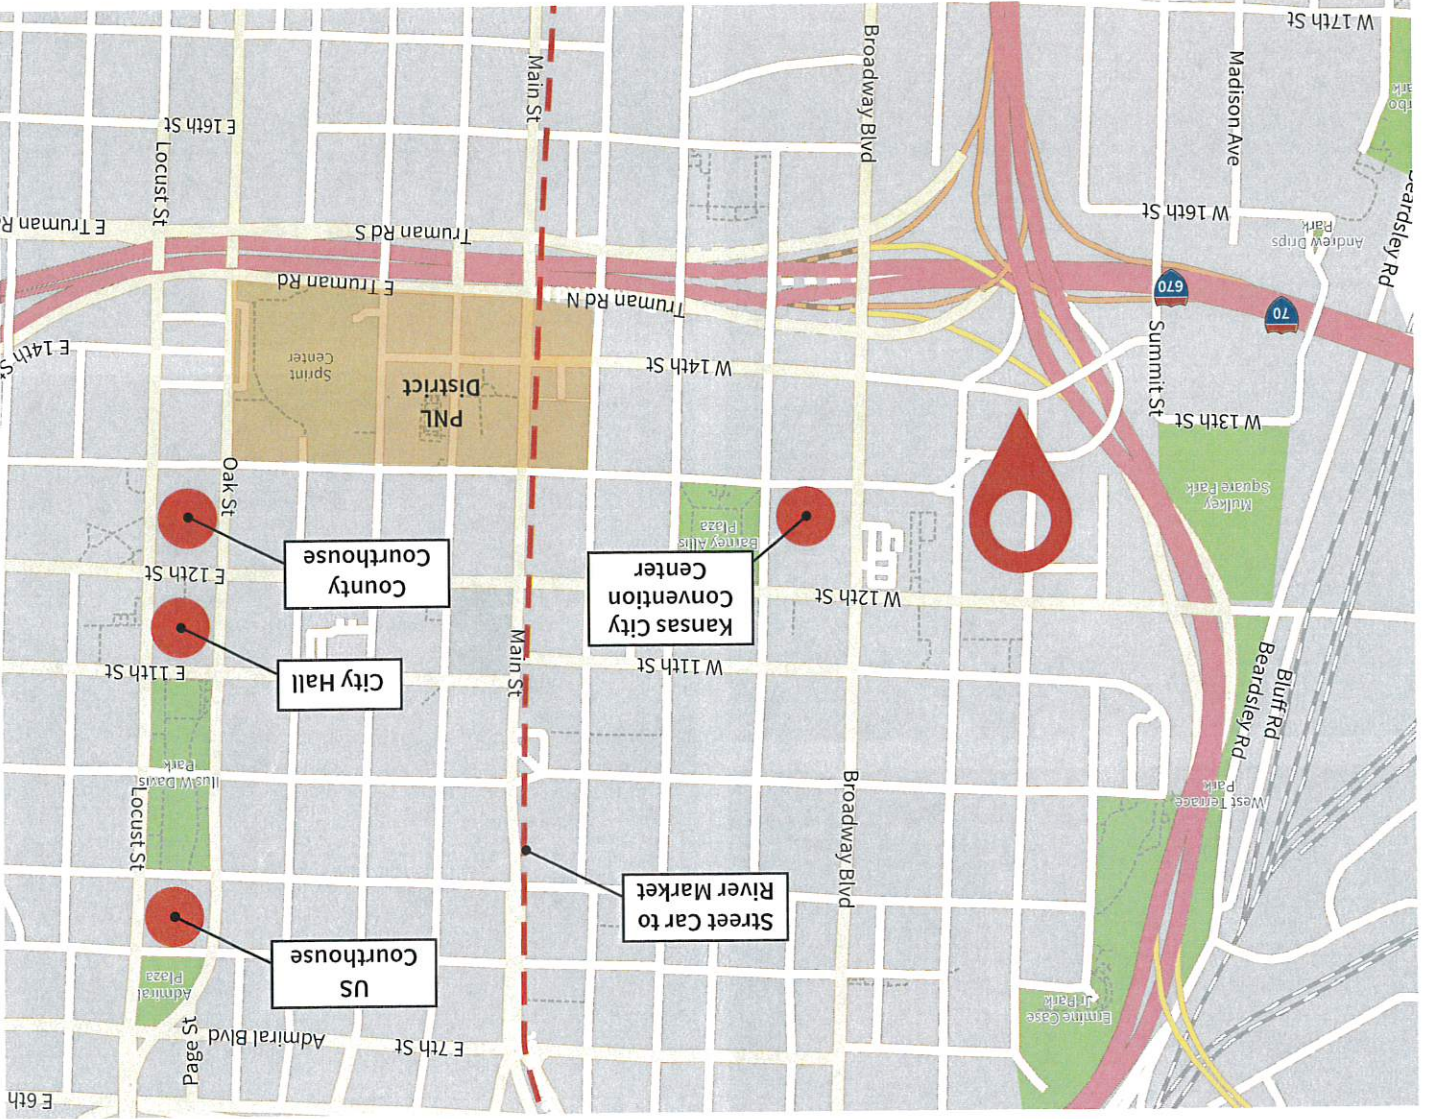 E 6th
E 7th St
Admiral Blvd
Page St
Ermine Case
Jr Park
Admiral
Plaza
US
Courthouse
Street Car to
River Market
Broadway Blvd
Locust St
West Terrace
Park
Ilus W Davis
Park
Bluff Rd
Beardsley Rd
Main St
City Hall
W 11th St
E 11th St
Kansas City
Convention
Center
W 12th St
E 12th St
County
Courthouse
Barney Allis
Plaza
Mulkey
Square Park
Oak St
W 13th St
Summit St
PNL
District
Sprint
Center
W 14th St
E 14th St
70
670
Truman Rd N
E Truman Rd
Beardsley Rd
Andrew Drips
Park
W 16th St
Truman Rd S
E Truman Rd
Locust St
E 16th St
Madison Ave
Broadway Blvd
Main St
W 17th St